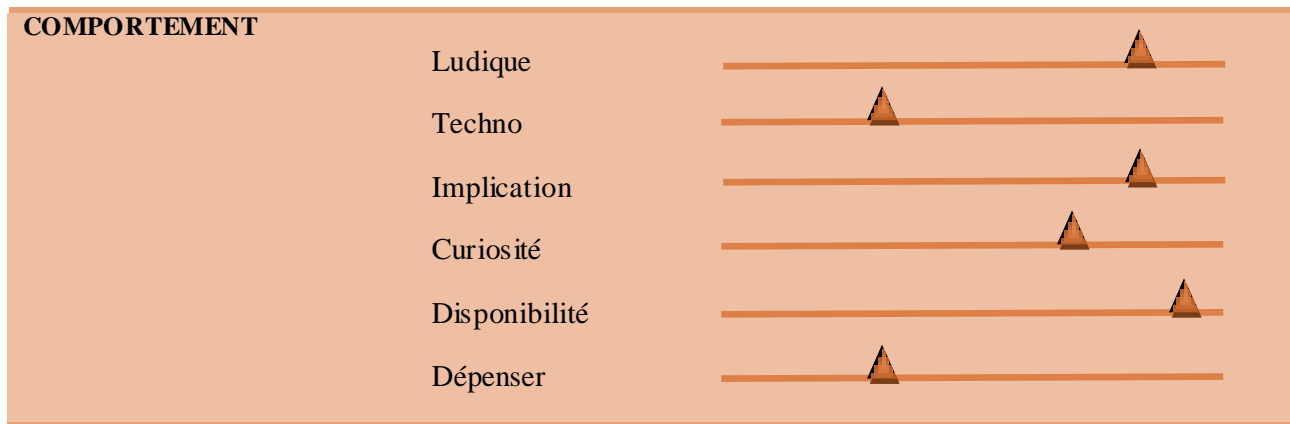 COMPORTEMENT
Ludique
Techno
Implication
Curiosité
Disponibilité
Dépenser